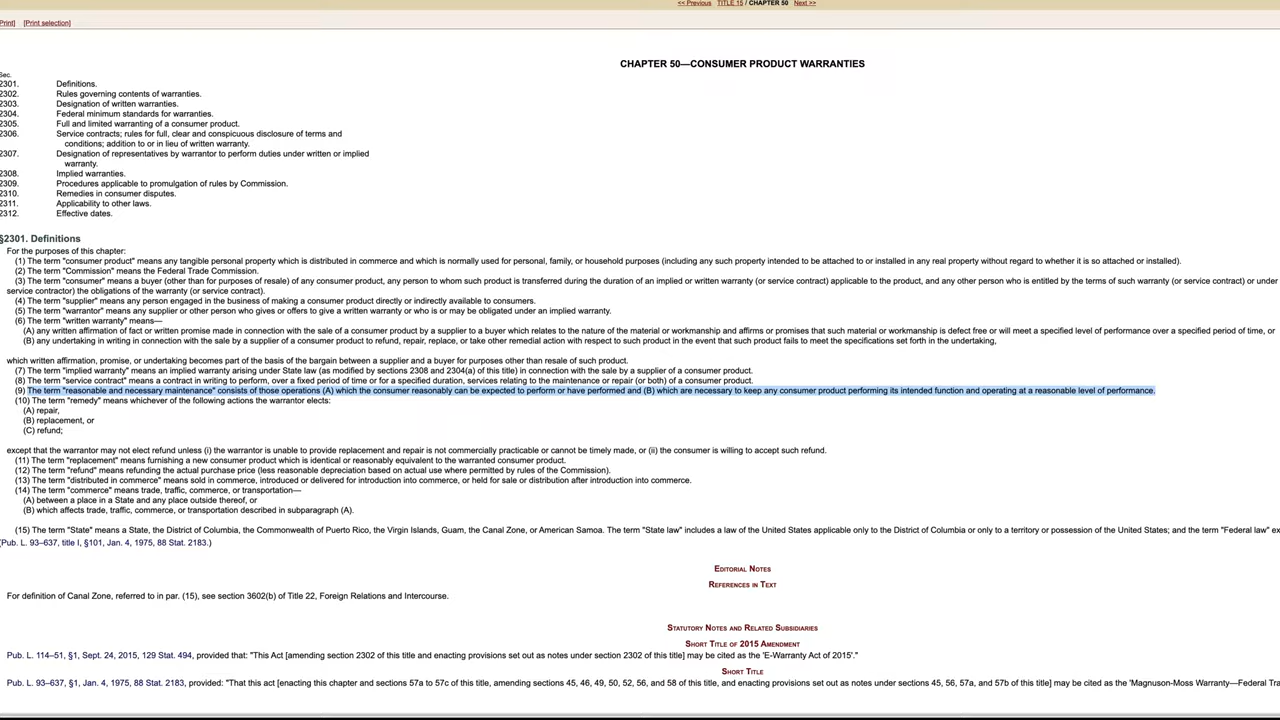 << Previous TITLE 15 / CHAPTER 50 Next >>
Print] [Print selection]
CHAPTER 50—CONSUMER PRODUCT WARRANTIES
Sec.
2301. Definitions.
2302. Rules governing contents of warranties.
2303. Designation of written warranties.
2304. Federal minimum standards for warranties.
2305. Full and limited warranting of a consumer product.
2306. Service contracts; rules for full, clear and conspicuous disclosure of terms and
conditions; addition to or in lieu of written warranty.
2307. Designation of representatives by warrantor to perform duties under written or implied
warranty.
2308. Implied warranties.
2309. Procedures applicable to promulgation of rules by Commission.
2310. Remedies in consumer disputes.
2311. Applicability to other laws.
2312. Effective dates.
§2301. Definitions
For the purposes of this chapter:
(1) The term "consumer product" means any tangible personal property which is distributed in commerce and which is normally used for personal, family, or household purposes (including any such property intended to be attached to or installed in any real property without regard to whether it is so attached or installed).
(2) The term "Commission" means the Federal Trade Commission.
(3) The term "consumer" means a buyer (other than for purposes of resale) of any consumer product, any person to whom such product is transferred during the duration of an implied or written warranty (or service contract) applicable to the product, and any other person who is entitled by the terms of such warranty (or service contract) or under
service contractor) the obligations of the warranty (or service contract).
(4) The term "supplier" means any person engaged in the business of making a consumer product directly or indirectly available to consumers.
(5) The term "warrantor" means any supplier or other person who gives or offers to give a written warranty or who is or may be obligated under an implied warranty.
(6) The term "written warranty" means—
(A) any written affirmation of fact or written promise made in connection with the sale of a consumer product by a supplier to a buyer which relates to the nature of the material or workmanship and affirms or promises that such material or workmanship is defect free or will meet a specified level of performance over a specified period of time, or
(B) any undertaking in writing in connection with the sale by a supplier of a consumer product to refund, repair, replace, or take other remedial action with respect to such product in the event that such product fails to meet the specifications set forth in the undertaking,
which written affirmation, promise, or undertaking becomes part of the basis of the bargain between a supplier and a buyer for purposes other than resale of such product.
(7) The term "implied warranty" means an implied warranty arising under State law (as modified by sections 2308 and 2304(a) of this title) in connection with the sale by a supplier of a consumer product.
(8) The term "service contract" means a contract in writing to perform, over a fixed period of time or for a specified duration, services relating to the maintenance or repair (or both) of a consumer product.
(9) The term "reasonable and necessary maintenance" consists of those operations (A) which the consumer reasonably can be expected to perform or have performed and (B) which are necessary to keep any consumer product performing its intended function and operating at a reasonable level of performance.
(10) The term "remedy" means whichever of the following actions the warrantor elects:
(A) repair,
(B) replacement, or
(C) refund;
except that the warrantor may not elect refund unless (i) the warrantor is unable to provide replacement and repair is not commercially practicable or cannot be timely made, or (ii) the consumer is willing to accept such refund.
(11) The term "replacement" means furnishing a new consumer product which is identical or reasonably equivalent to the warranted consumer product.
(12) The term "refund" means refunding the actual purchase price (less reasonable depreciation based on actual use where permitted by rules of the Commission).
(13) The term "distributed in commerce" means sold in commerce, introduced or delivered for introduction into commerce, or held for sale or distribution after introduction into commerce.
(14) The term "commerce" means trade, traffic, commerce, or transportation—
(A) between a place in a State and any place outside thereof, or
(B) which affects trade, traffic, commerce, or transportation described in subparagraph (A).
(15) The term "State" means a State, the District of Columbia, the Commonwealth of Puerto Rico, the Virgin Islands, Guam, the Canal Zone, or American Samoa. The term "State law" includes a law of the United States applicable only to the District of Columbia or only to a territory or possession of the United States; and the term "Federal law" ex
(Pub. L. 93–637, title I, §101, Jan. 4, 1975, 88 Stat. 2183.)
Editorial Notes
References in Text
For definition of Canal Zone, referred to in par. (15), see section 3602(b) of Title 22, Foreign Relations and Intercourse.
Statutory Notes and Related Subsidiaries
Short Title of 2015 Amendment
Pub. L. 114–51, §1, Sept. 24, 2015, 129 Stat. 494, provided that: "This Act [amending section 2302 of this title and enacting provisions set out as notes under section 2302 of this title] may be cited as the 'E-Warranty Act of 2015'."
Short Title
Pub. L. 93–637, §1, Jan. 4, 1975, 88 Stat. 2183, provided: "That this act [enacting this chapter and sections 57a to 57c of this title, amending sections 45, 46, 49, 50, 52, 56, and 58 of this title, and enacting provisions set out as notes under sections 45, 56, 57a, and 57b of this title] may be cited as the 'Magnuson-Moss Warranty—Federal Tra